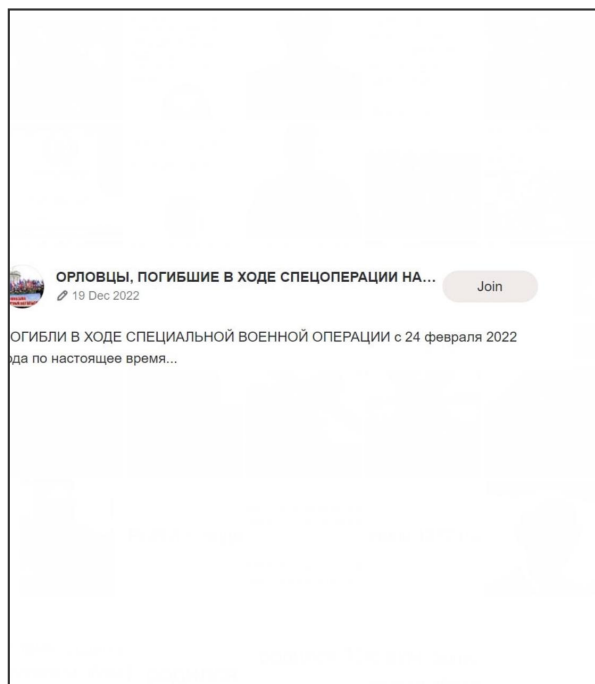 ОРЛОВЦЫ, ПОГИБШИЕ В ХОДЕ СПЕЦОПЕРАЦИИ НА...
Join
19 Dec 2022
ОГИБЛИ В ХОДЕ СПЕЦИАЛЬНОЙ ВОЕННОЙ ОПЕРАЦИИ с 24 февраля 2022
ода по настоящее время...